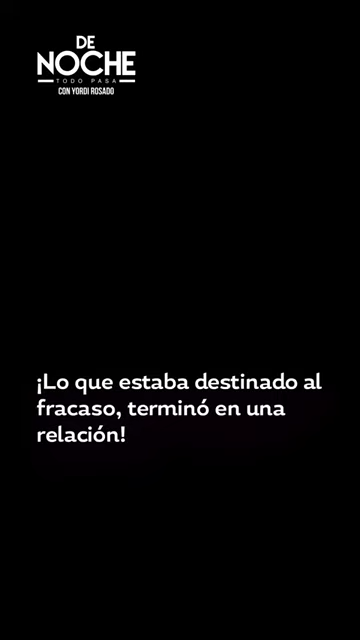 DE
NOCHE
TODO PASA
CON YORDI ROSADO
¡Lo que estaba destinado al
fracaso, terminó en una
relación!